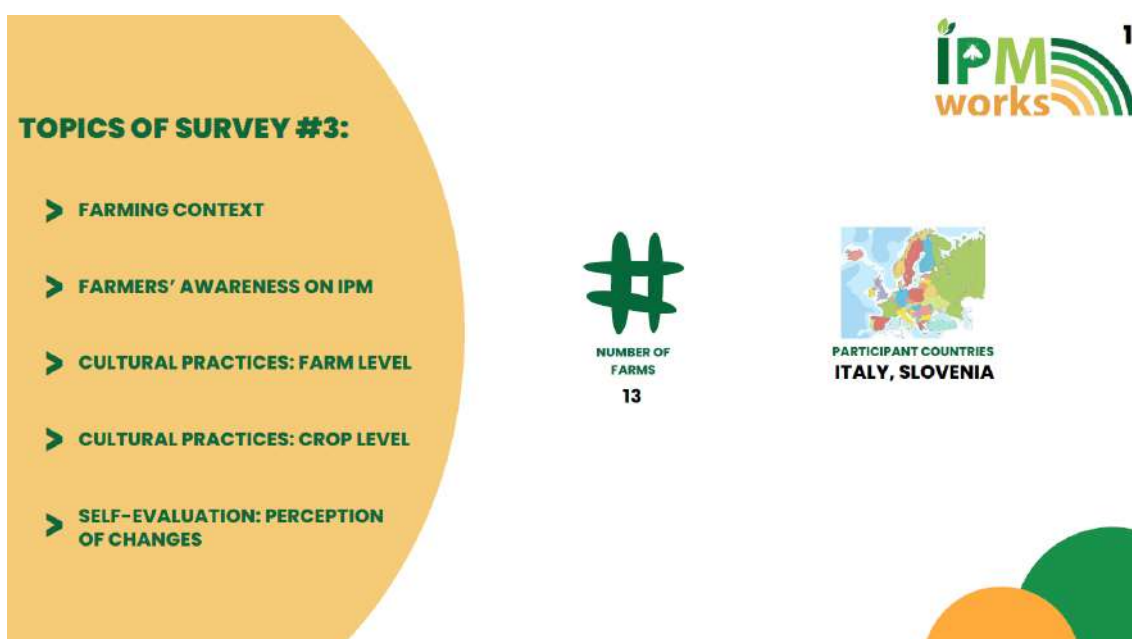 TOPICS OF SURVEY #3:
> FARMING CONTEXT
> FARMERS’ AWARENESS ON IPM
> CULTURAL PRACTICES: FARM LEVEL
> CULTURAL PRACTICES: CROP LEVEL
> SELF-EVALUATION: PERCEPTION
OF CHANGES
#
NUMBER OF
FARMS
13
PARTICIPANT COUNTRIES
ITALY, SLOVENIA
IPM
works
1